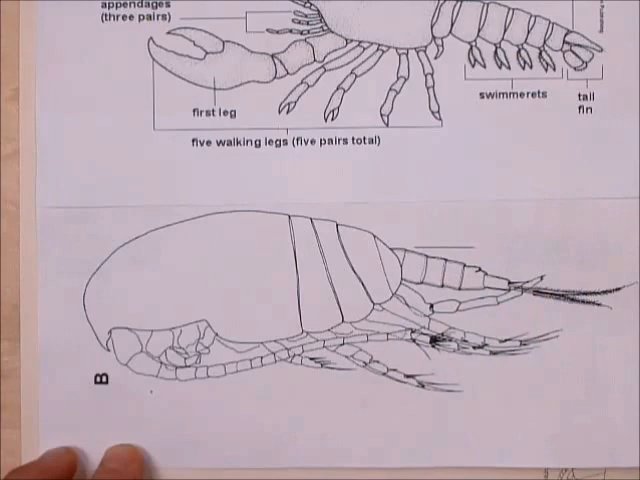 appendages
(three pairs)
first leg
swimmerets
tail
fin
five walking legs (five pairs total)
B